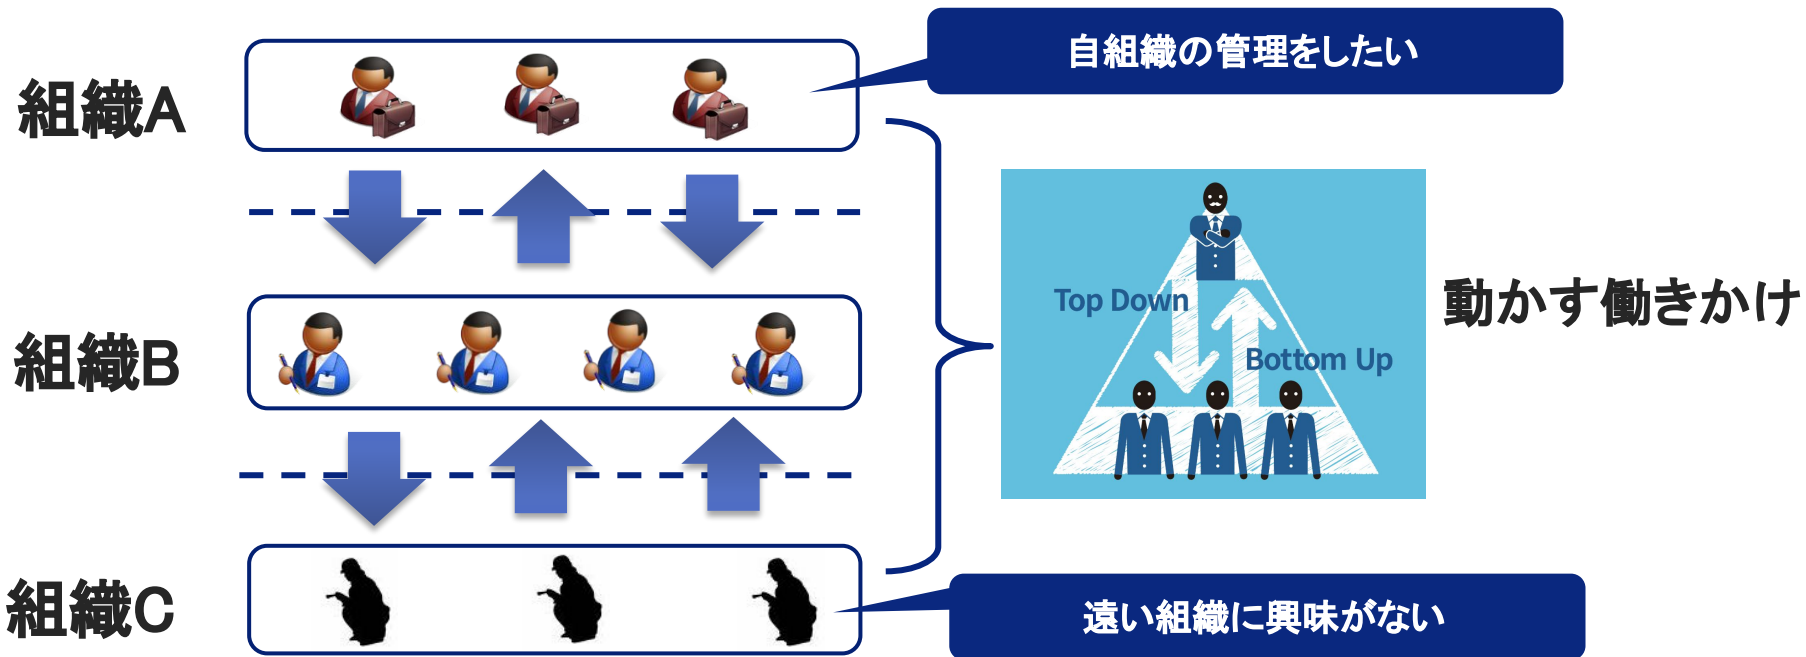 自組織の管理をしたい
組織A
Top Down
動かす働きかけ
組織B
Bottom Up
組織C
遠い組織に興味がない